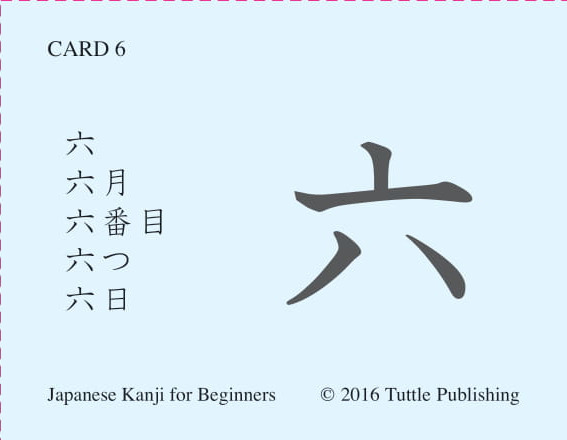 CARD 6
六
六月
六番目
六つ
六日
六
Japanese Kanji for Beginners © 2016 Tuttle Publishing